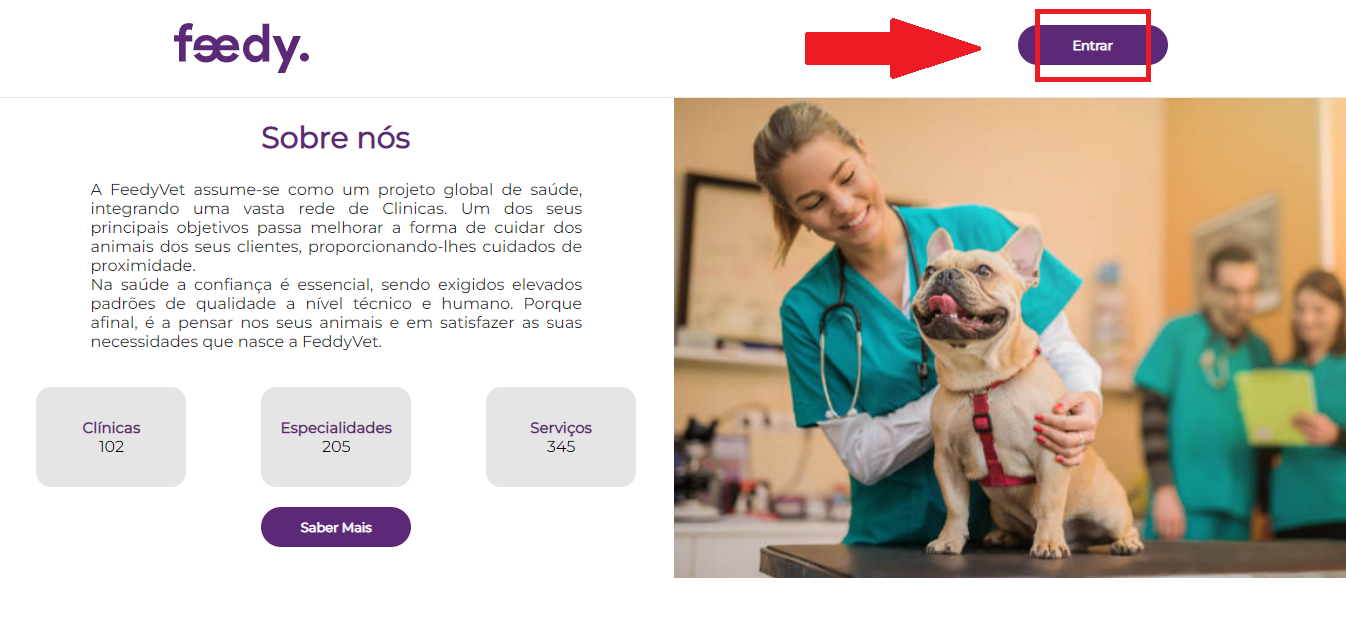 feedy.
Entrar
Sobre nós
A FeedyVet assume-se como um projeto global de saúde,
integrando uma vasta rede de Clinicas. Um dos seus
principais objetivos passa melhorar a forma de cuidar dos
animais dos seus clientes, proporcionando-lhes cuidados de
proximidade.
Na saúde a confiança é essencial, sendo exigidos elevados
padrões de qualidade a nível técnico e humano. Porque
afinal, é a pensar nos seus animais e em satisfazer as suas
necessidades que nasce a FeddyVet.
Clínicas
102
Especialidades
205
Serviços
345
Saber Mais